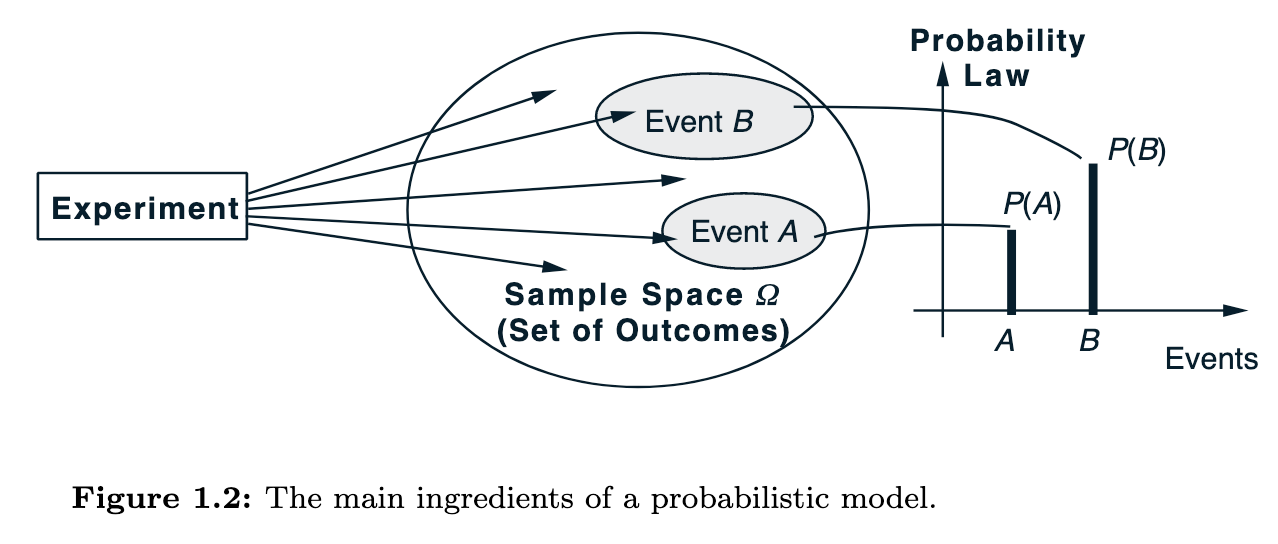 Probability
Law
Event B
P(B)
Experiment
P(A)
Event A
Sample Space Ω
(Set of Outcomes)
A
B
Events
Figure 1.2: The main ingredients of a probabilistic model.